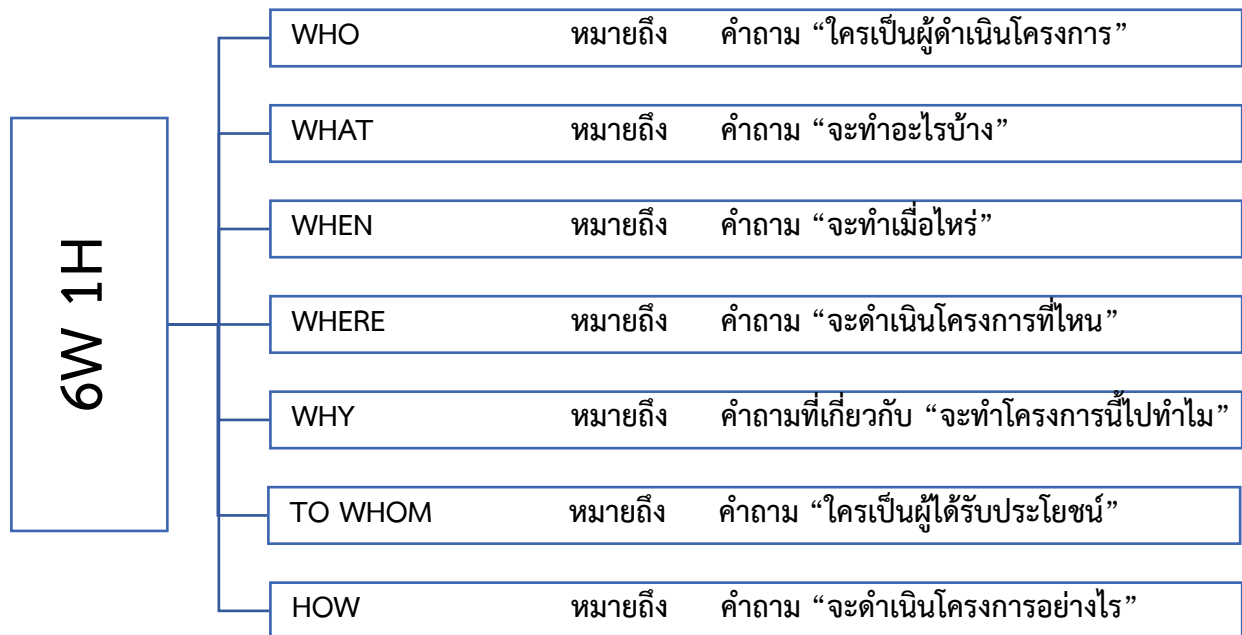 6W 1H
WHO หมายถึง คำถาม “ใครเป็นผู้ดำเนินโครงการ”
WHAT หมายถึง คำถาม “จะทำอะไรบ้าง”
WHEN หมายถึง คำถาม “จะทำเมื่อไหร่”
WHERE หมายถึง คำถาม “จะดำเนินโครงการที่ไหน”
WHY หมายถึง คำถามที่เกี่ยวกับ “จะทำโครงการนี้ไปทำไม”
TO WHOM หมายถึง คำถาม “ใครเป็นผู้ได้รับประโยชน์”
HOW หมายถึง คำถาม “จะดำเนินโครงการอย่างไร”